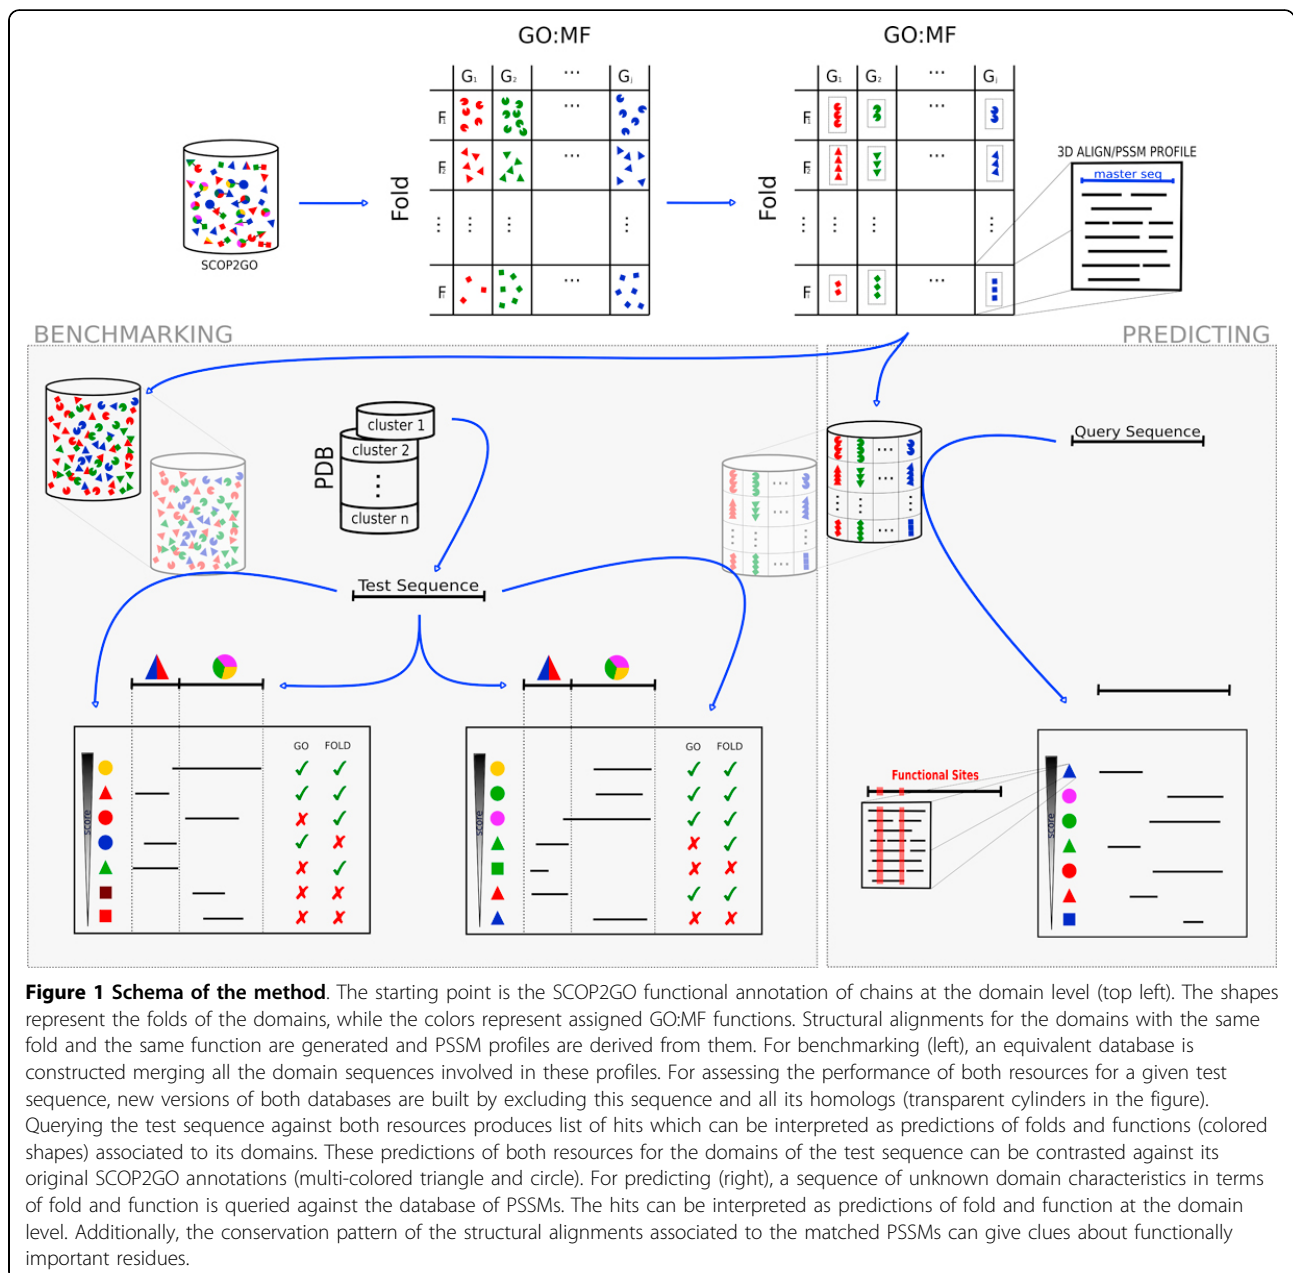 GO:MF
GO:MF
G1 G2 ... Gj
G1 G2 ... Gj
F1 ...
F1 ...
F2 ...
F2 ...
3D ALIGN/PSSM PROFILE
master seq
Fold
Fold
SCOP2GO
BENCHMARKING
PREDICTING
cluster 1
cluster 2
cluster n
PDB
Query Sequence
Test Sequence
GO FOLD
GO FOLD
Functional Sites
score
score
score
Figure 1 Schema of the method. The starting point is the SCOP2GO functional annotation of chains at the domain level (top left). The shapes
represent the folds of the domains, while the colors represent assigned GO:MF functions. Structural alignments for the domains with the same
fold and the same function are generated and PSSM profiles are derived from them. For benchmarking (left), an equivalent database is
constructed merging all the domain sequences involved in these profiles. For assessing the performance of both resources for a given test
sequence, new versions of both databases are built by excluding this sequence and all its homologs (transparent cylinders in the figure).
Querying the test sequence against both resources produces list of hits which can be interpreted as predictions of folds and functions (colored
shapes) associated to its domains. These predictions of both resources for the domains of the test sequence can be contrasted against its
original SCOP2GO annotations (multi-colored triangle and circle). For predicting (right), a sequence of unknown domain characteristics in terms
of fold and function is queried against the database of PSSMs. The hits can be interpreted as predictions of fold and function at the domain
level. Additionally, the conservation pattern of the structural alignments associated to the matched PSSMs can give clues about functionally
important residues.